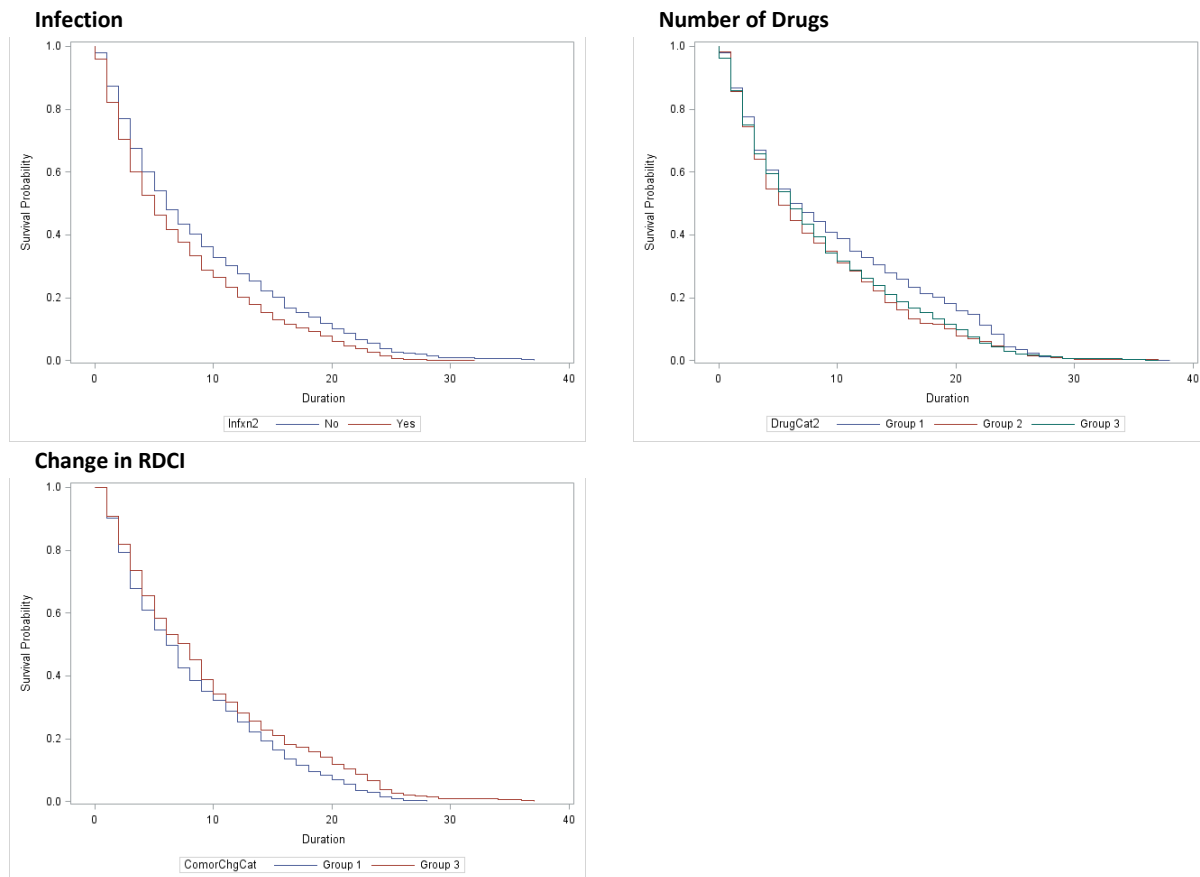 Infection
Number of Drugs
1.0
0.8
0.6
0.4
0.2
0.0
Survival Probability
0
10
20
30
40
Duration
Infxn2 No Yes
1.0
0.8
0.6
0.4
0.2
0.0
Survival Probability
0
10
20
30
40
Duration
DrugCat2 Group 1 Group 2 Group 3
Change in RDCI
1.0
0.8
0.6
0.4
0.2
0.0
Survival Probability
0
10
20
30
40
Duration
ComorChgCat Group 1 Group 3